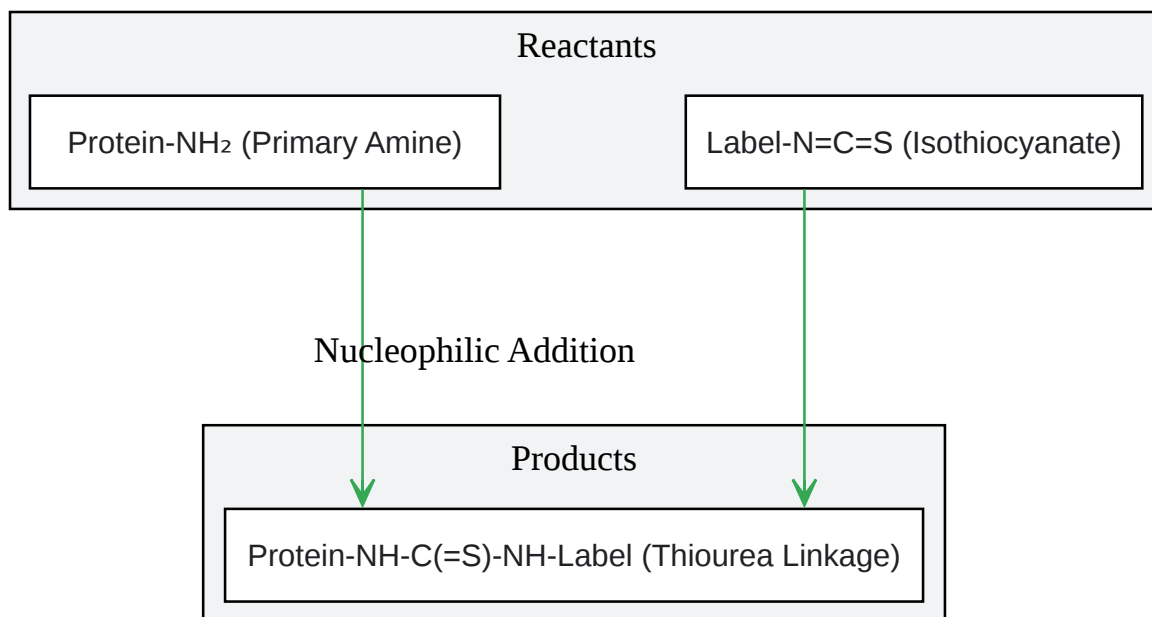 Reactants
Protein-NH₂ (Primary Amine)
Label-N=C=S (Isothiocyanate)
Nucleophilic Addition
Products
Protein-NH-C(=S)-NH-Label (Thiourea Linkage)